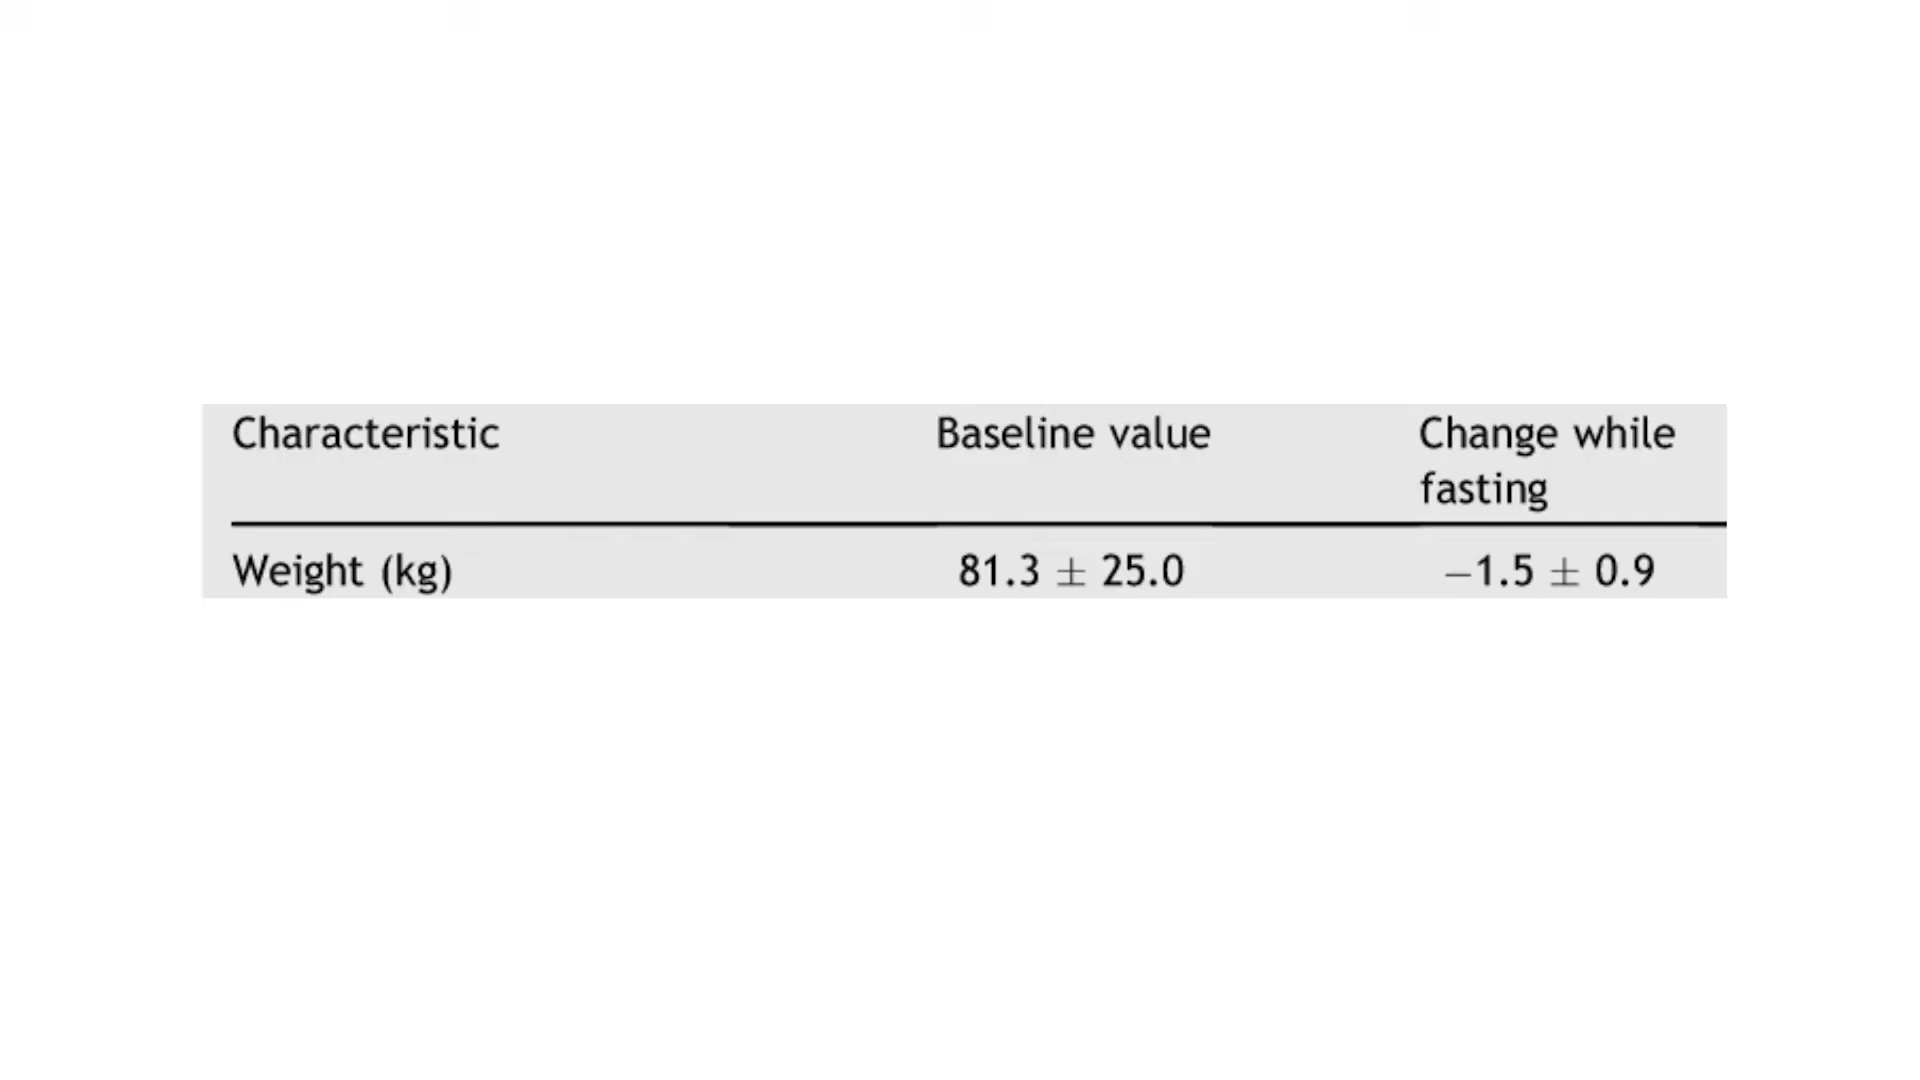 Characteristic Baseline value Change while
fasting
Weight (kg) 81.3 ± 25.0 −1.5 ± 0.9